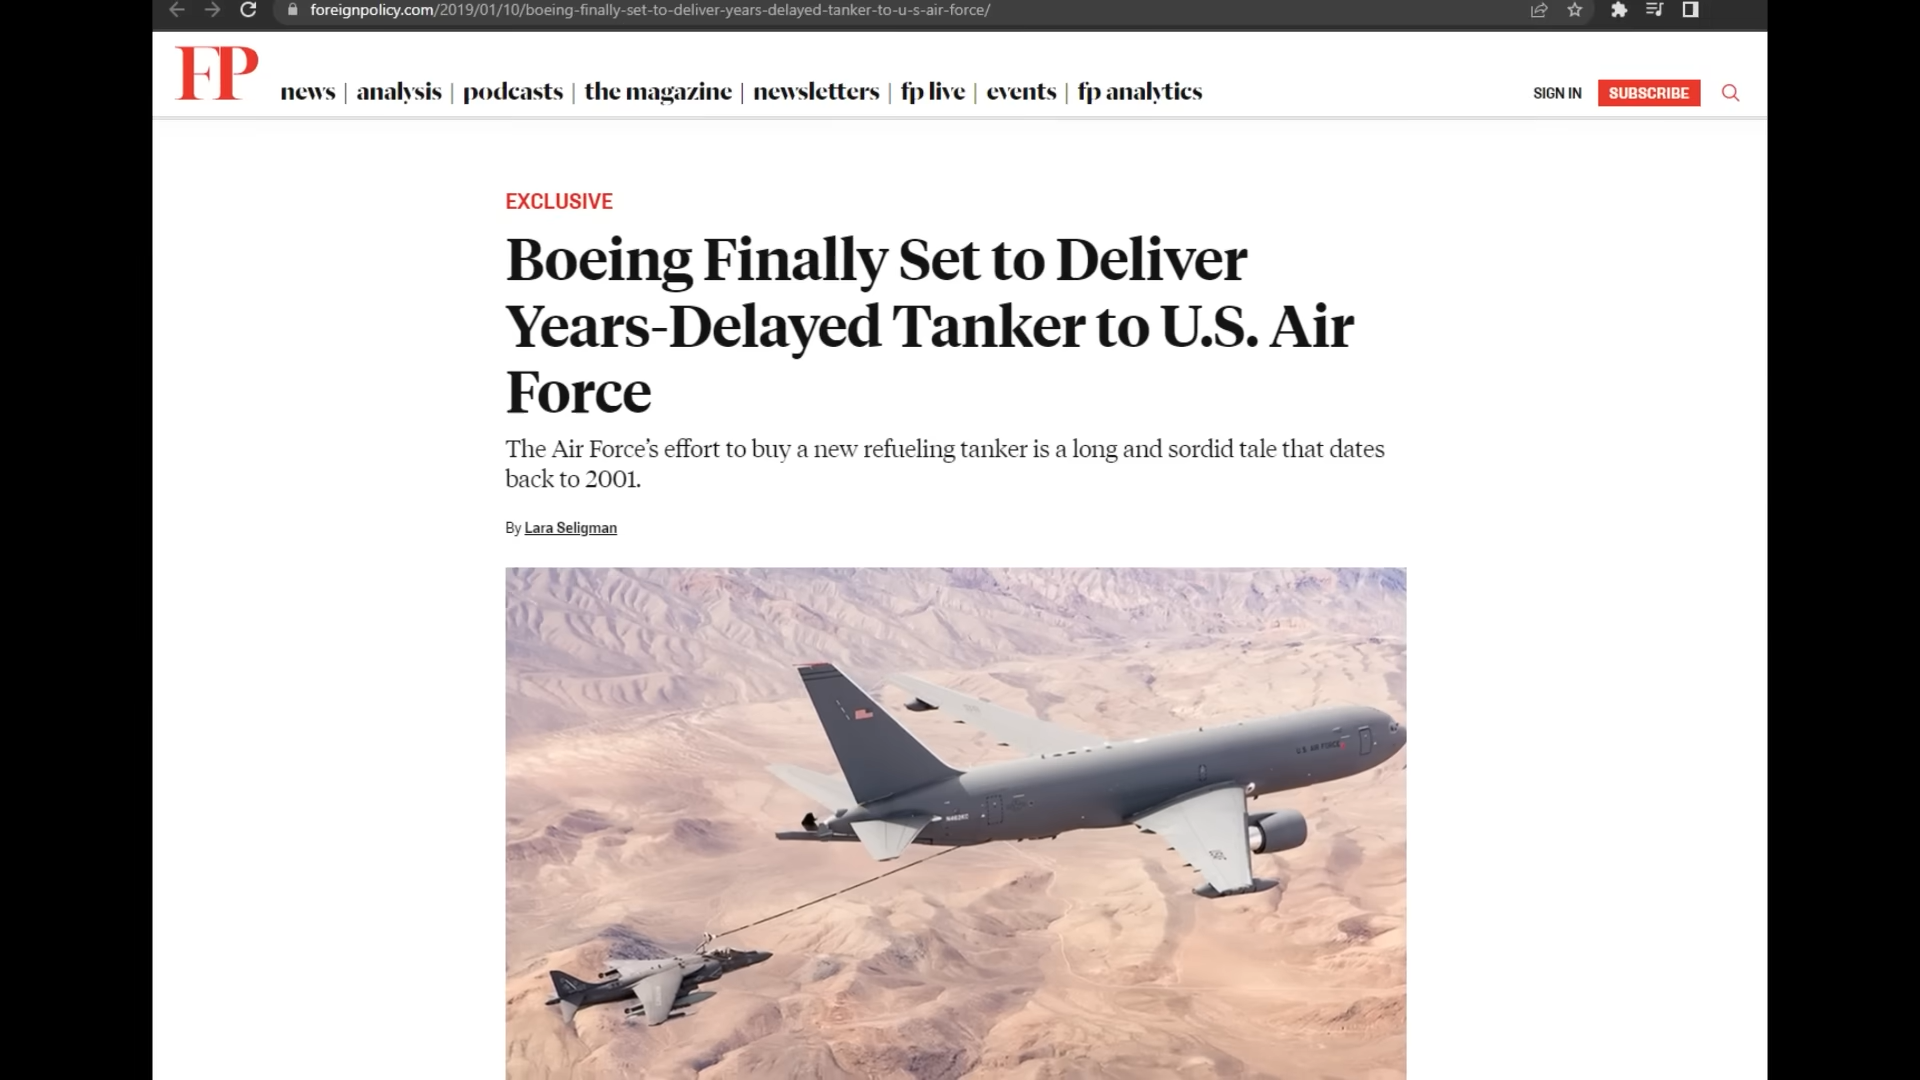 foreignpolicy.com/2019/01/10/boeing-finally-set-to-deliver-years-delayed-tanker-to-u-s-air-force/
FP
news | analysis | podcasts | the magazine | newsletters | fp live | events | fp analytics
SIGN IN
SUBSCRIBE
EXCLUSIVE
Boeing Finally Set to Deliver
Years-Delayed Tanker to U.S. Air
Force
The Air Force’s effort to buy a new refueling tanker is a long and sordid tale that dates
back to 2001.
By Lara Seligman
U.S. AIR FORCE